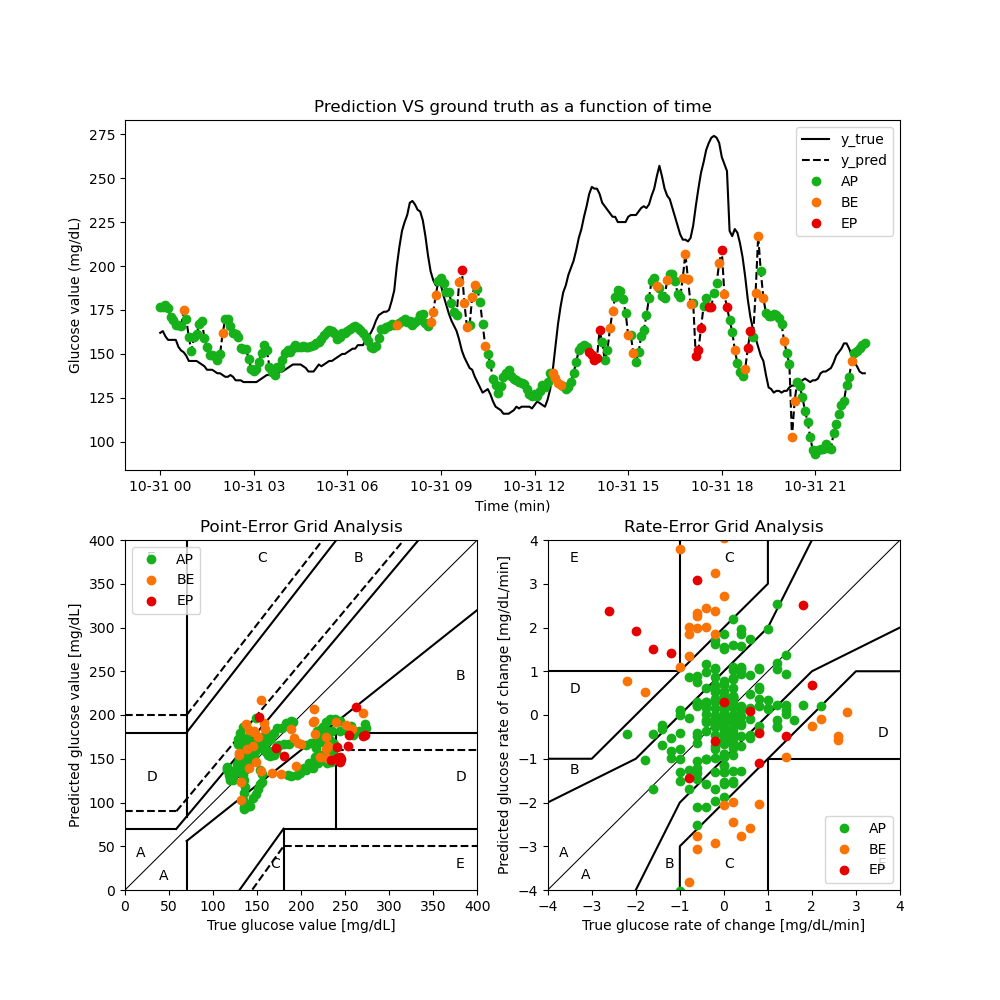 Prediction VS ground truth as a function of time
Glucose value (mg/dL)
275
250
225
200
175
150
125
100
y_true
y_pred
AP
BE
EP
10-31 00 10-31 03 10-31 06 10-31 09 10-31 12 10-31 15 10-31 18 10-31 21
Time (min)
Point-Error Grid Analysis
Predicted glucose value [mg/dL]
400
350
300
250
200
150
100
50
0
AP
BE
EP
E
C
B
B
D
D
A
A
C
E
0 50 100 150 200 250 300 350 400
True glucose value [mg/dL]
Rate-Error Grid Analysis
Predicted glucose rate of change [mg/dL/min]
4
3
2
1
0
−1
−2
−3
−4
E
C
D
D
B
A
A
B
C
E
AP
BE
EP
−4 −3 −2 −1 0 1 2 3 4
True glucose rate of change [mg/dL/min]